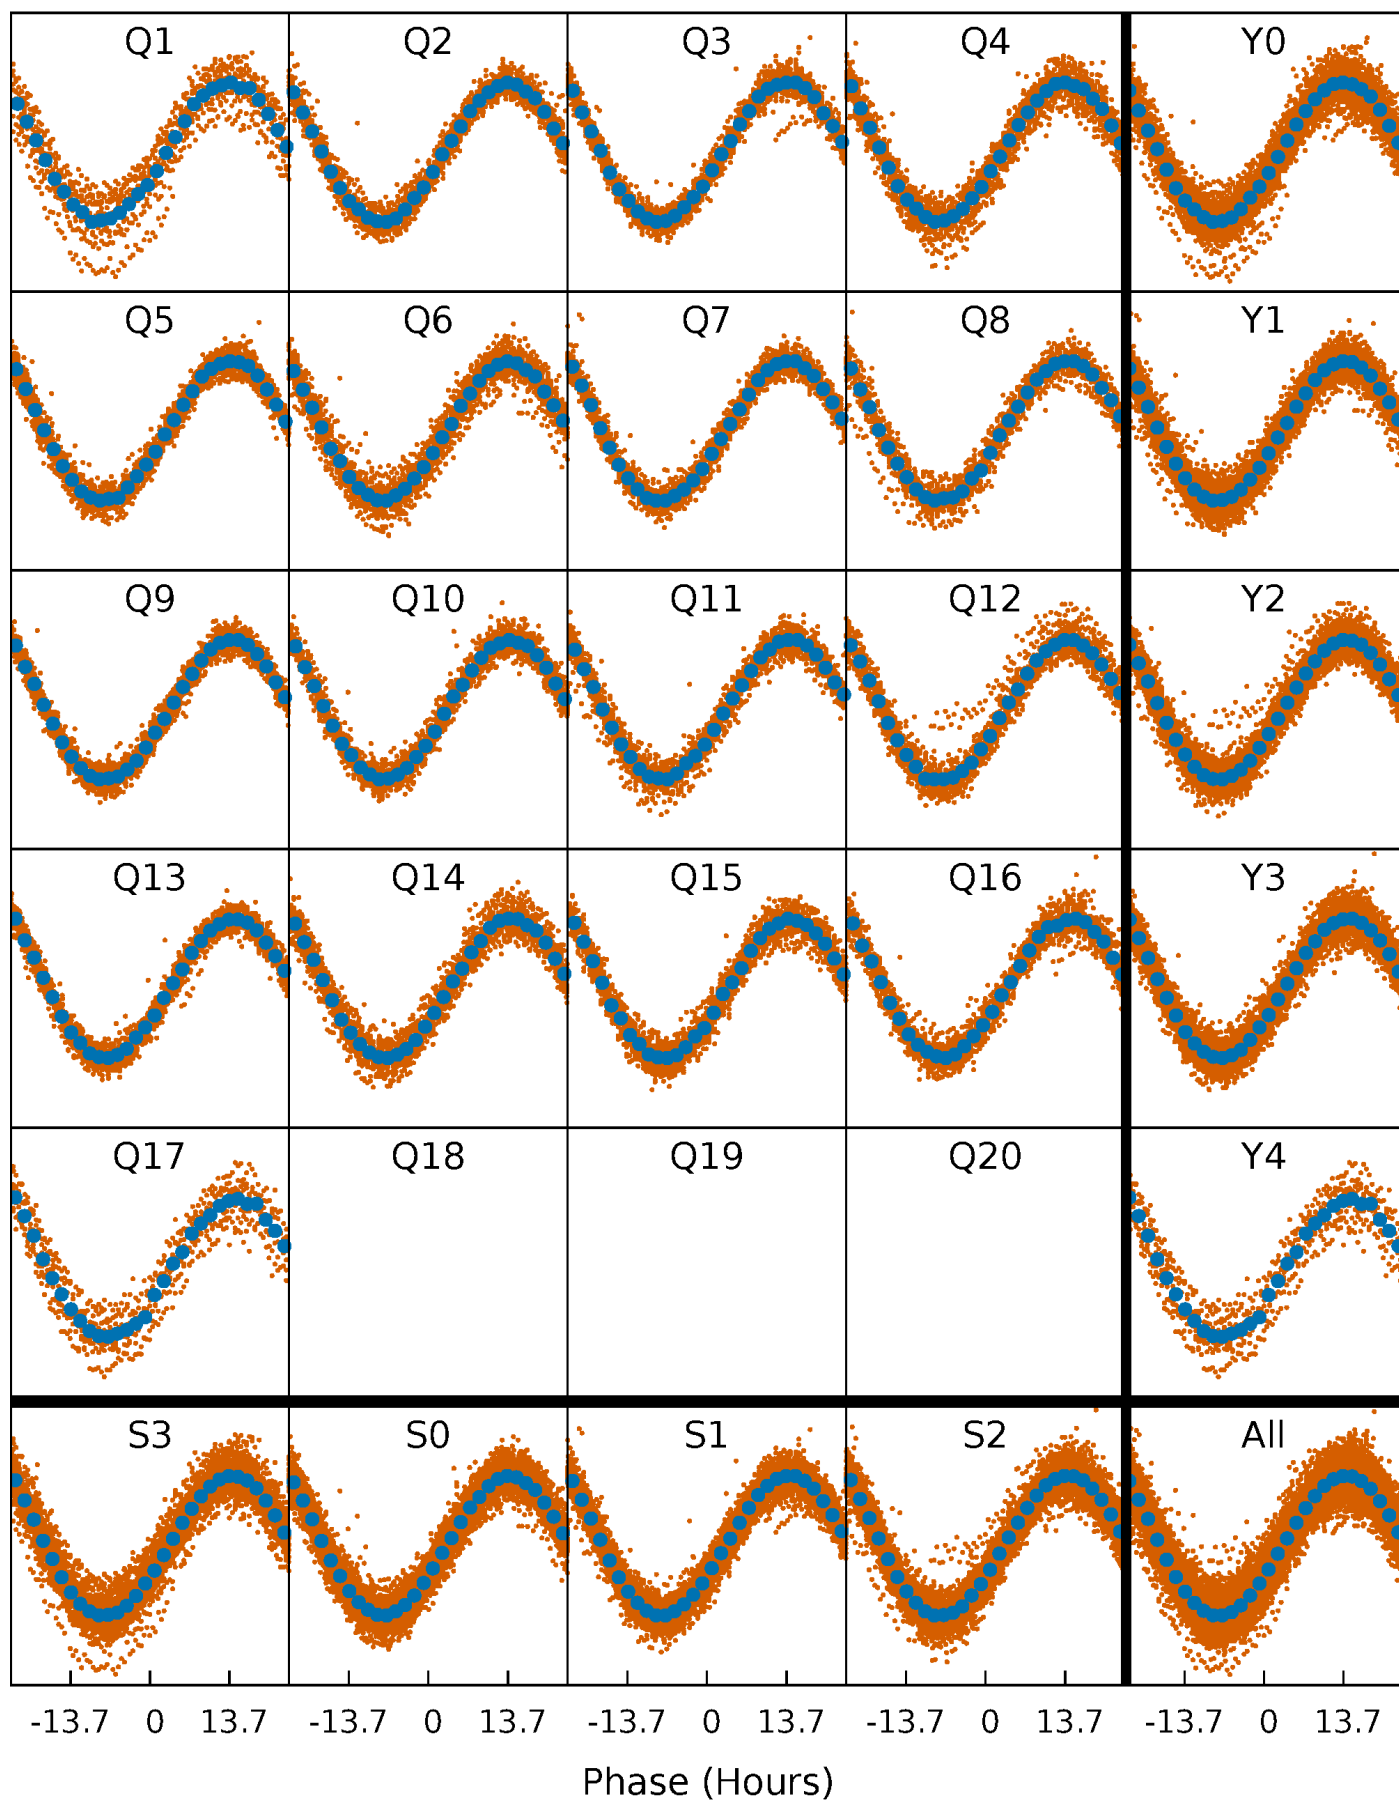 Q1 Q2 Q3 Q4 Y0
Q5 Q6 Q7 Q8 Y1
Q9 Q10 Q11 Q12 Y2
Q13 Q14 Q15 Q16 Y3
Q17 Q18 Q19 Q20 Y4
S3 S0 S1 S2 All
-13.7 0 13.7 -13.7 0 13.7 -13.7 0 13.7 -13.7 0 13.7 -13.7 0 13.7
Phase (Hours)